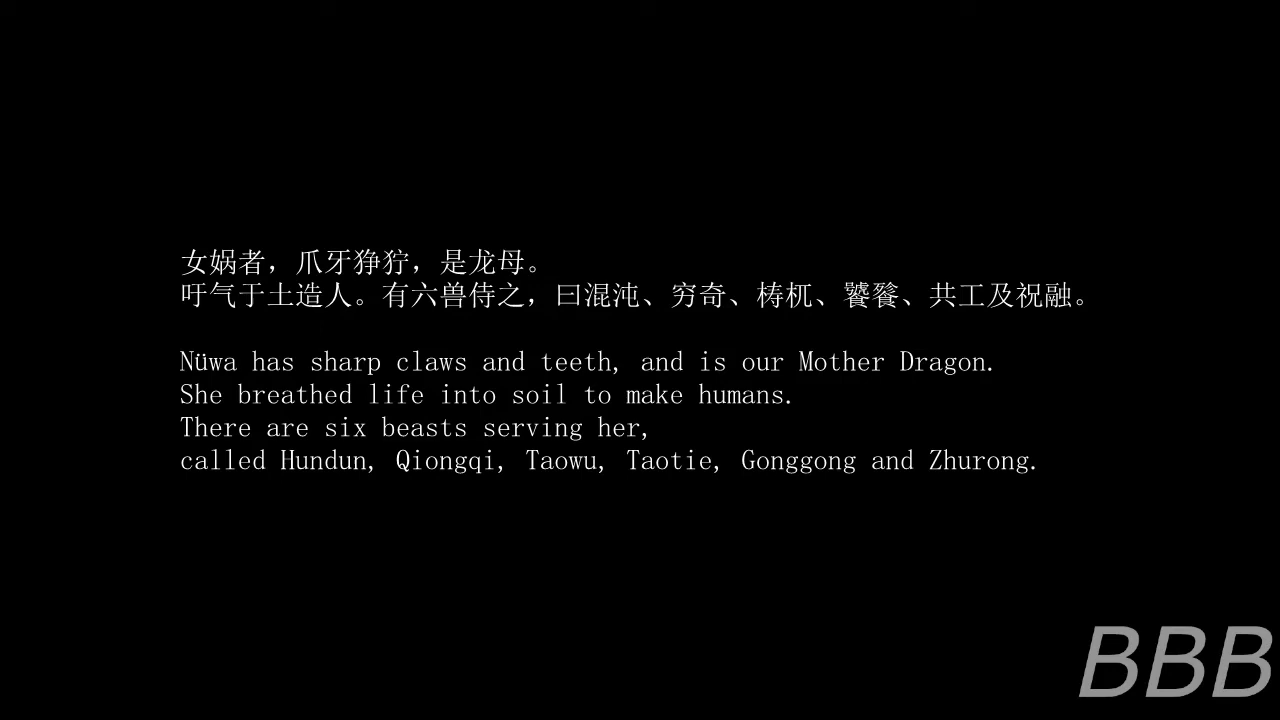 女娲者，爪牙狰狞，是龙母。
吁气于土造人。有六兽侍之，曰混沌、穷奇、梼杌、饕餮、共工及祝融。
Nüwa has sharp claws and teeth, and is our Mother Dragon.
She breathed life into soil to make humans.
There are six beasts serving her,
called Hundun, Qiongqi, Taowu, Taotie, Gonggong and Zhurong.
BBB